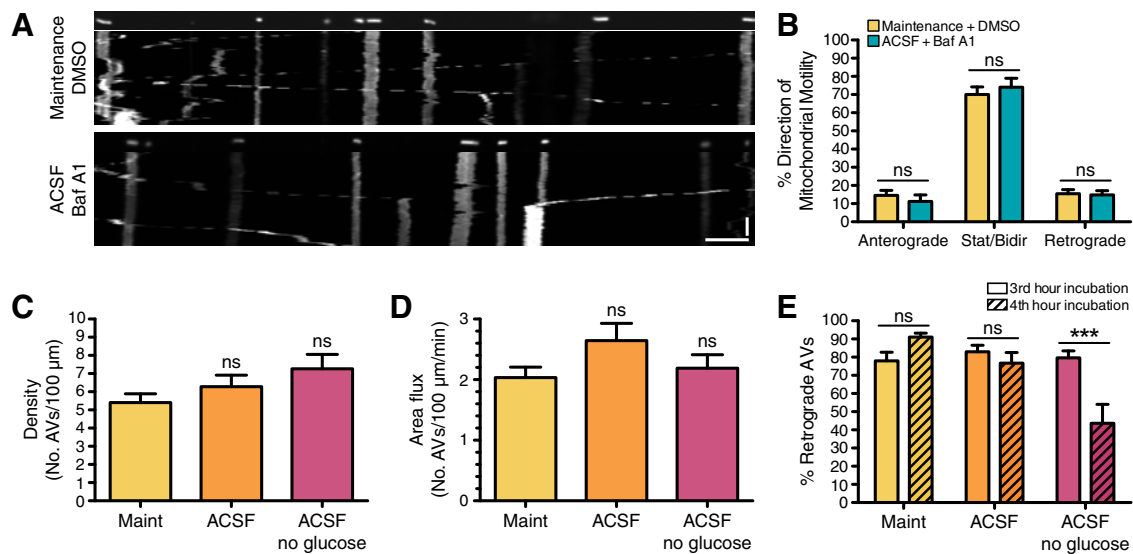 A
Maintenance
DMSO
ACSF
Baf A1
B
Maintenance + DMSO
ACSF + Baf A1
% Direction of
Mitochondrial Motility
100
90
80
70
60
50
40
30
20
10
0
ns
ns
ns
Anterograde
Stat/Bidir
Retrograde
C
Density
(No. AVs/100 µm)
10
9
8
7
6
5
4
3
2
1
0
ns
ns
Maint
ACSF
ACSF
no glucose
D
Area flux
(No. AVs/100 µm/min)
3
2
1
0
ns
ns
Maint
ACSF
ACSF
no glucose
E
3rd hour incubation
4th hour incubation
% Retrograde AVs
100
90
80
70
60
50
40
30
20
10
0
ns
ns
***
Maint
ACSF
ACSF
no glucose